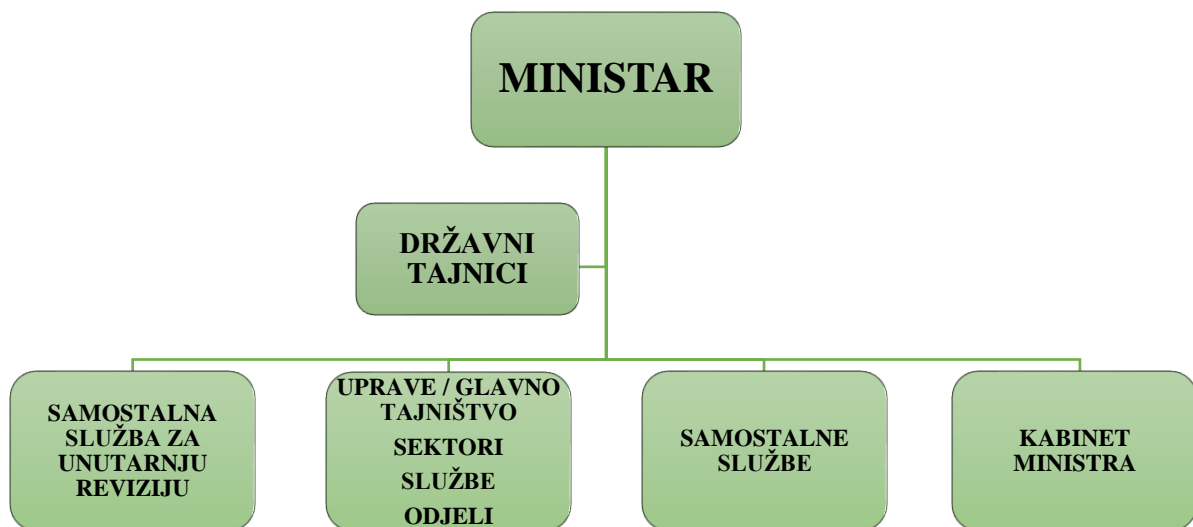 MINISTAR
DRŽAVNI
TAJNICI
SAMOSTALNA
SLUŽBA ZA
UNUTARNJU
REVIZIJU
UPRAVE / GLAVNO
TAJNIŠTVO
SEKTORI
SLUŽBE
ODJELI
SAMOSTALNE
SLUŽBE
KABINET
MINISTRA